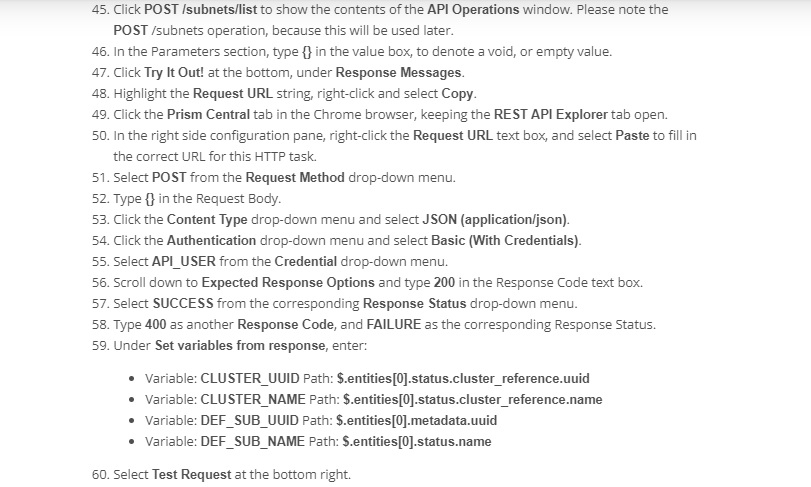 45. Click POST /subnets/list to show the contents of the API Operations window. Please note the
POST /subnets operation, because this will be used later.
46. In the Parameters section, type {} in the value box, to denote a void, or empty value.
47. Click Try It Out! at the bottom, under Response Messages.
48. Highlight the Request URL string, right-click and select Copy.
49. Click the Prism Central tab in the Chrome browser, keeping the REST API Explorer tab open.
50. In the right side configuration pane, right-click the Request URL text box, and select Paste to fill in
the correct URL for this HTTP task.
51. Select POST from the Request Method drop-down menu.
52. Type {} in the Request Body.
53. Click the Content Type drop-down menu and select JSON (application/json).
54. Click the Authentication drop-down menu and select Basic (With Credentials).
55. Select API_USER from the Credential drop-down menu.
56. Scroll down to Expected Response Options and type 200 in the Response Code text box.
57. Select SUCCESS from the corresponding Response Status drop-down menu.
58. Type 400 as another Response Code, and FAILURE as the corresponding Response Status.
59. Under Set variables from response, enter:
• Variable: CLUSTER_UUID Path: $.entities[0].status.cluster_reference.uuid
• Variable: CLUSTER_NAME Path: $.entities[0].status.cluster_reference.name
• Variable: DEF_SUB_UUID Path: $.entities[0].metadata.uuid
• Variable: DEF_SUB_NAME Path: $.entities[0].status.name
60. Select Test Request at the bottom right.